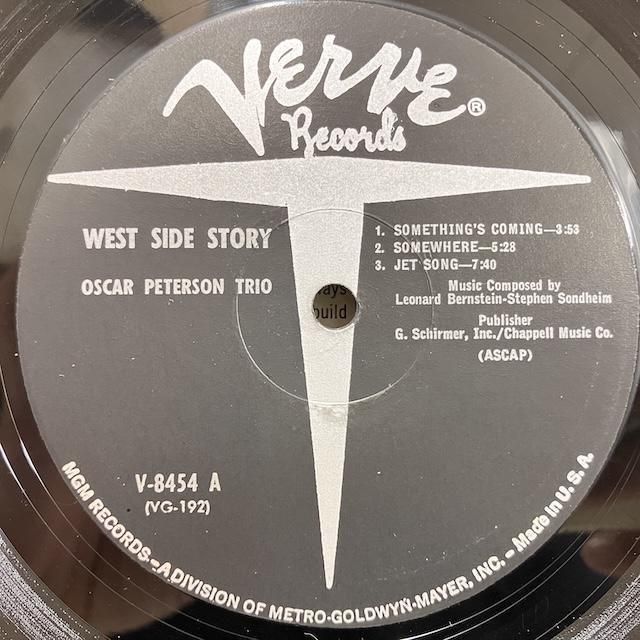 Verve®
Records
WEST SIDE STORY
OSCAR PETERSON TRIO
1. SOMETHING'S COMING—3:53
2. SOMEWHERE—5:28
3. JET SONG—7:40
Music Composed by
Leonard Bernstein-Stephen Sondheim
Publisher
G. Schirmer, Inc./Chappell Music Co.
(ASCAP)
build
V-8454 A
(VG-192)
MGM RECORDS—A DIVISION OF METRO-GOLDWYN-MAYER, INC. – Made in U. S. A.